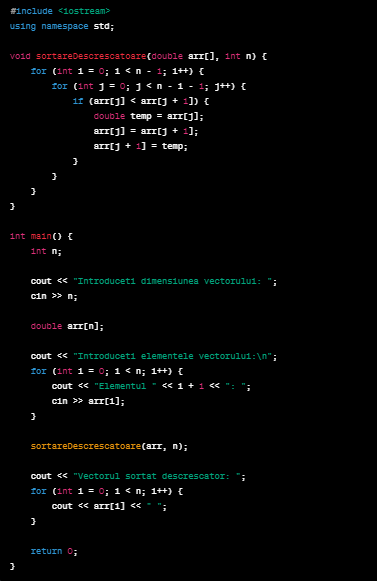 #include <iostream>
using namespace std;
void sortareDescrescatoare(double arr[], int n) {
for (int i = 0; i < n - 1; i++) {
for (int j = 0; j < n - i - 1; j++) {
if (arr[j] < arr[j + 1]) {
double temp = arr[j];
arr[j] = arr[j + 1];
arr[j + 1] = temp;
}
}
}
}
int main() {
int n;
cout << "Introduceti dimensiunea vectorului: ";
cin >> n;
double arr[n];
cout << "Introduceti elementele vectorului:\n";
for (int i = 0; i < n; i++) {
cout << "Elementul " << i + 1 << ": ";
cin >> arr[i];
}
sortareDescrescatoare(arr, n);
cout << "Vectorul sortat descrescator: ";
for (int i = 0; i < n; i++) {
cout << arr[i] << " ";
}
return 0;
}